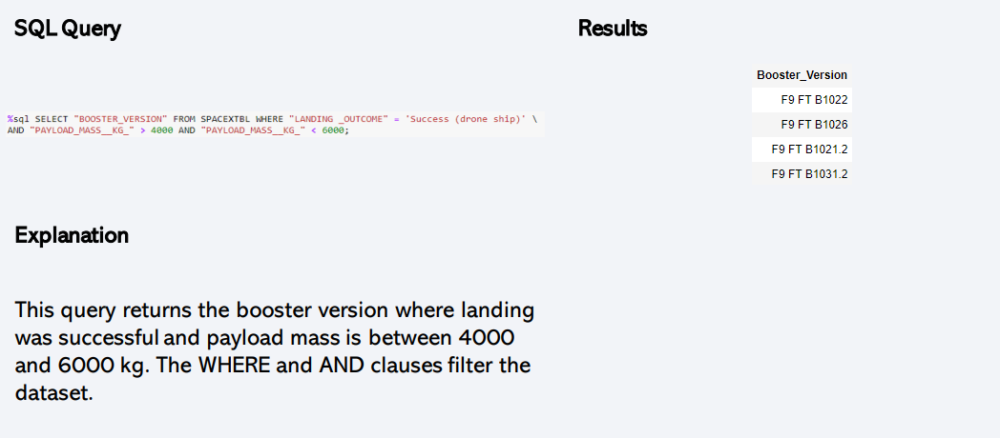 SQL Query
%sql SELECT "BOOSTER_VERSION" FROM SPACEXTBL WHERE "LANDING _OUTCOME" = 'Success (drone ship)' \
AND "PAYLOAD_MASS__KG_" > 4000 AND "PAYLOAD_MASS__KG_" < 6000;
Explanation
This query returns the booster version where landing
was successful and payload mass is between 4000
and 6000 kg. The WHERE and AND clauses filter the
dataset.
Results
Booster_Version
F9 FT B1022
F9 FT B1026
F9 FT B1021.2
F9 FT B1031.2